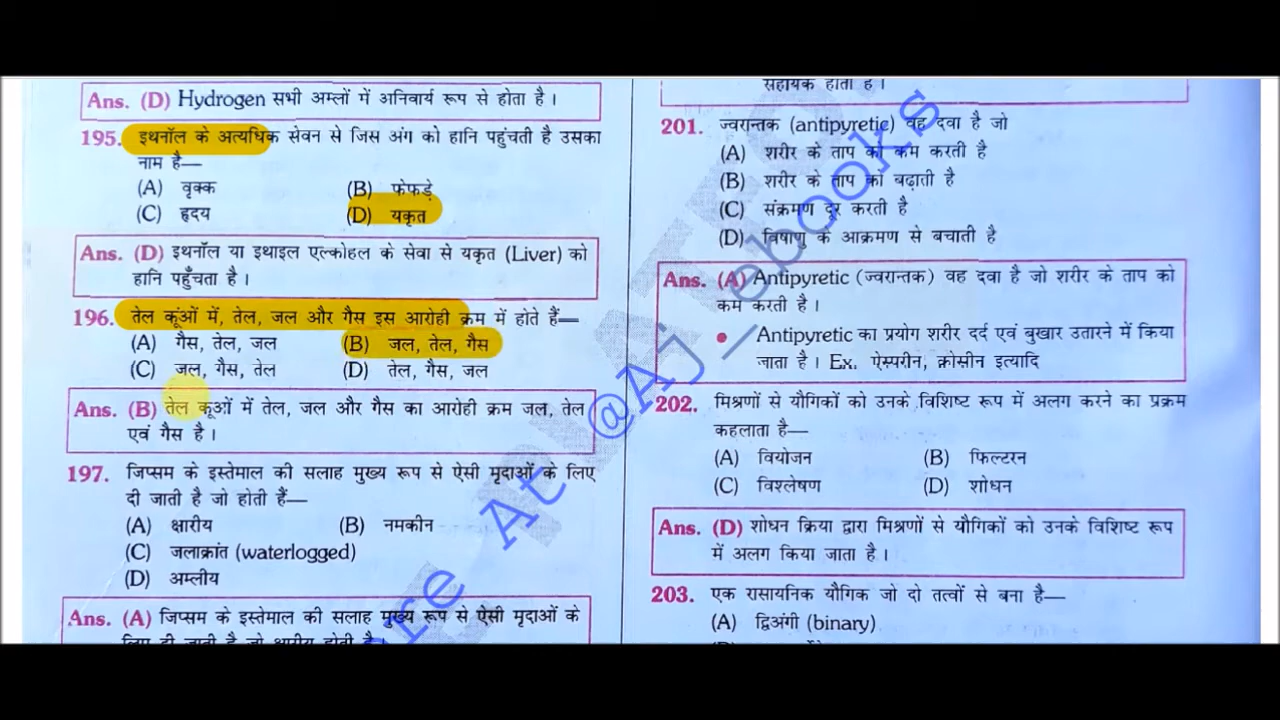 Ans. (D) Hydrogen सभी अम्लों में अनिवार्य रूप से होता है ।
195. इथनॉल के अत्यधिक सेवन से जिस अंग को हानि पहुंचती है उसका
नाम है—
(A) वृक्क (B) फेफड़े
(C) हृदय (D) यकृत
Ans. (D) इथनॉल या इथाइल एल्कोहल के सेवा से यकृत (Liver) को
हानि पहुँचता है ।
196. तेल कूंओं में, तेल, जल और गैस इस आरोही क्रम में होते हैं—
(A) गैस, तेल, जल (B) जल, तेल, गैस
(C) जल, गैस, तेल (D) तेल, गैस, जल
Ans. (B) तेल कूओं में तेल, जल और गैस का आरोही क्रम जल, तेल
एवं गैस है ।
197. जिप्सम के इस्तेमाल की सलाह मुख्य रूप से ऐसी मृदाओं के लिए
दी जाती है जो होती हैं—
(A) क्षारीय (B) नमकीन
(C) जलाक्रांत (waterlogged)
(D) अम्लीय
Ans. (A) जिप्सम के इस्तेमाल की सलाह मुख्य रूप से ऐसी मृदाओं के
लिए दी जाती है जो क्षारीय होती है ।
सहायक होता है ।
201. ज्वरान्तक (antipyretic) वह दवा है जो
(A) शरीर के ताप को कम करती है
(B) शरीर के ताप को बढ़ाती है
(C) संक्रमण दूर करती है
(D) विषाणु के आक्रमण से बचाती है
Ans. (A) Antipyretic (ज्वरान्तक) वह दवा है जो शरीर के ताप को
कम करती है ।
• Antipyretic का प्रयोग शरीर दर्द एवं बुखार उतारने में किया
जाता है । Ex. ऐस्परीन, क्रोसीन इत्यादि
202. मिश्रणों से यौगिकों को उनके विशिष्ट रूप में अलग करने का प्रक्रम
कहलाता है—
(A) वियोजन (B) फिल्टरन
(C) विश्लेषण (D) शोधन
Ans. (D) शोधन क्रिया द्वारा मिश्रणों से यौगिकों को उनके विशिष्ट रूप
में अलग किया जाता है ।
203. एक रासायनिक यौगिक जो दो तत्वों से बना है—
(A) द्विअंगी (binary)
At @Aj_ebooks